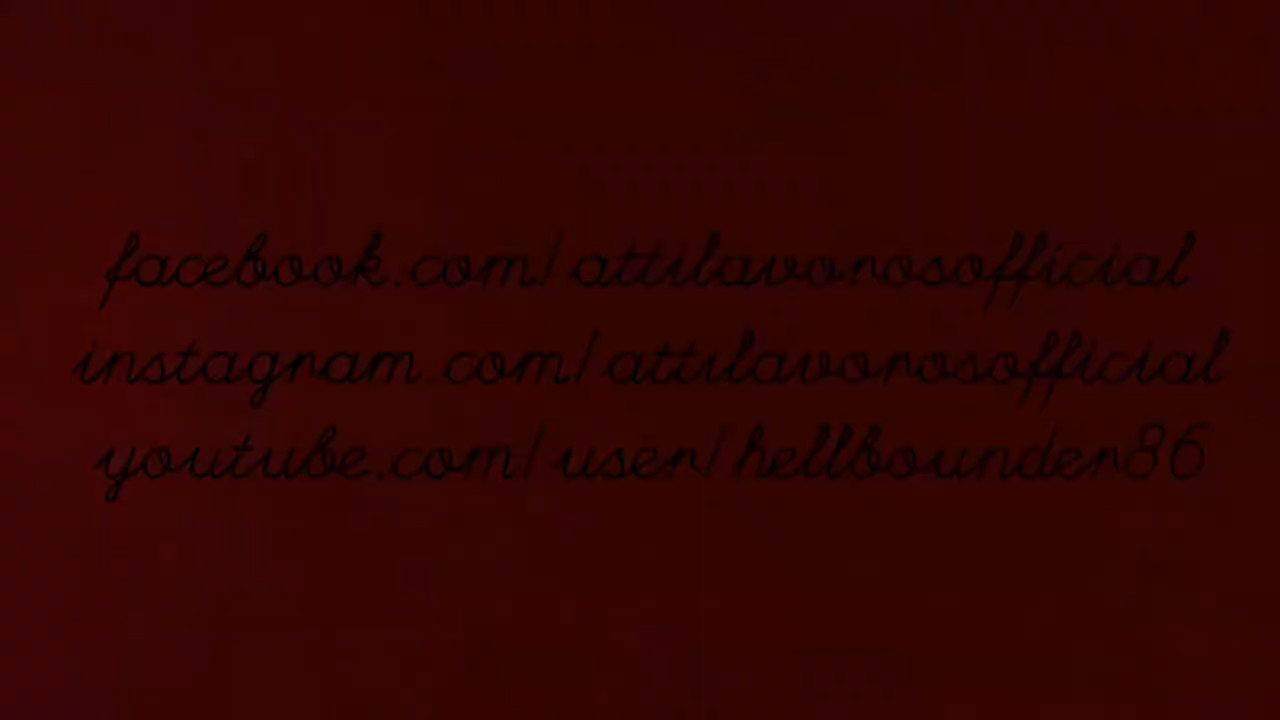 facebook.com/attilavorosofficial
instagram.com/attilavorosofficial
youtube.com/user/hellbounder86